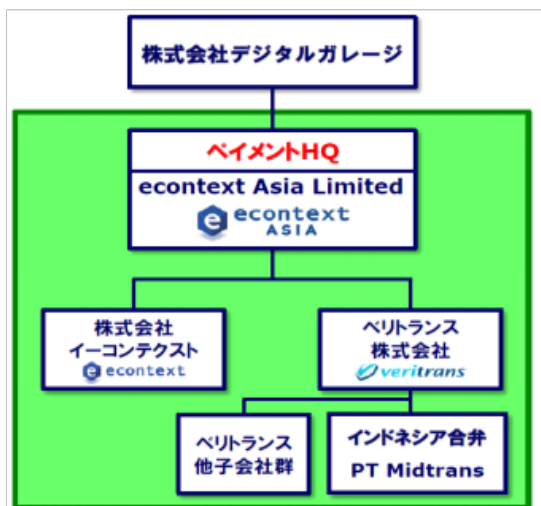 株式会社デジタルガレージ
ペイメントHQ
econtext Asia Limited
e econtext
ASIA
株式会社
イーコンテクスト
e econtext
ベリトランス
株式会社
veritrans
ベリトランス
他子会社群
インドネシア合弁
PT Midtrans